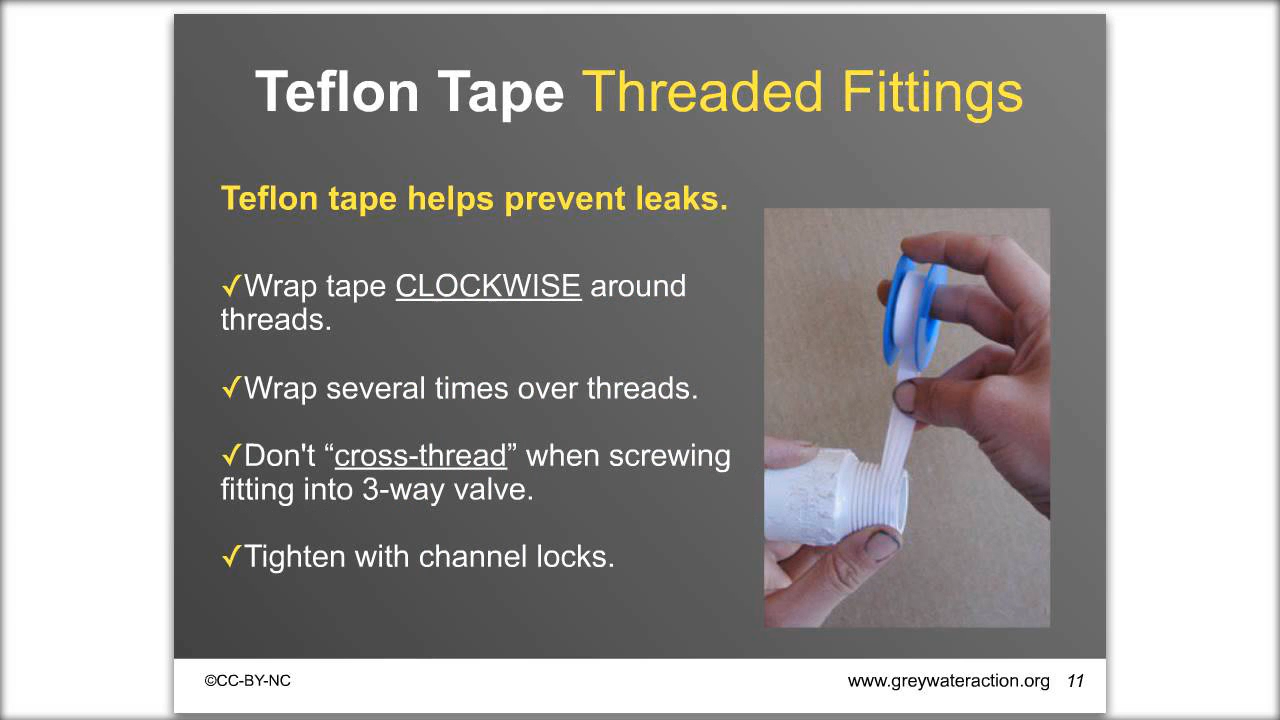 Teflon Tape Threaded Fittings
Teflon tape helps prevent leaks.
✓Wrap tape CLOCKWISE around
threads.
✓Wrap several times over threads.
✓Don't “cross-thread” when screwing
fitting into 3-way valve.
✓Tighten with channel locks.
©CC-BY-NC
www.greywateraction.org 11